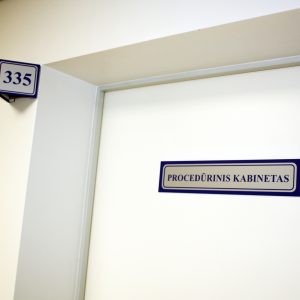 335
PROCEDŪRINIS KABINETAS